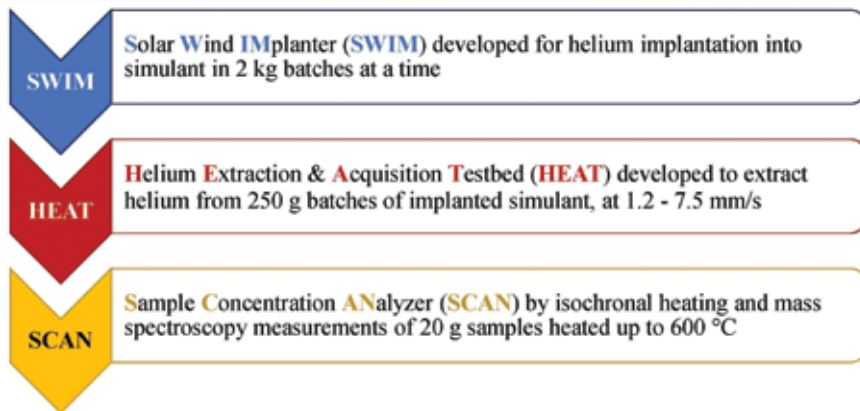 SWIM
Solar Wind IMplanter (SWIM) developed for helium implantation into
simulant in 2 kg batches at a time
HEAT
Helium Extraction & Acquisition Testbed (HEAT) developed to extract
helium from 250 g batches of implanted simulant, at 1.2 - 7.5 mm/s
SCAN
Sample Concentration ANalyzer (SCAN) by isochronal heating and mass
spectroscopy measurements of 20 g samples heated up to 600 °C